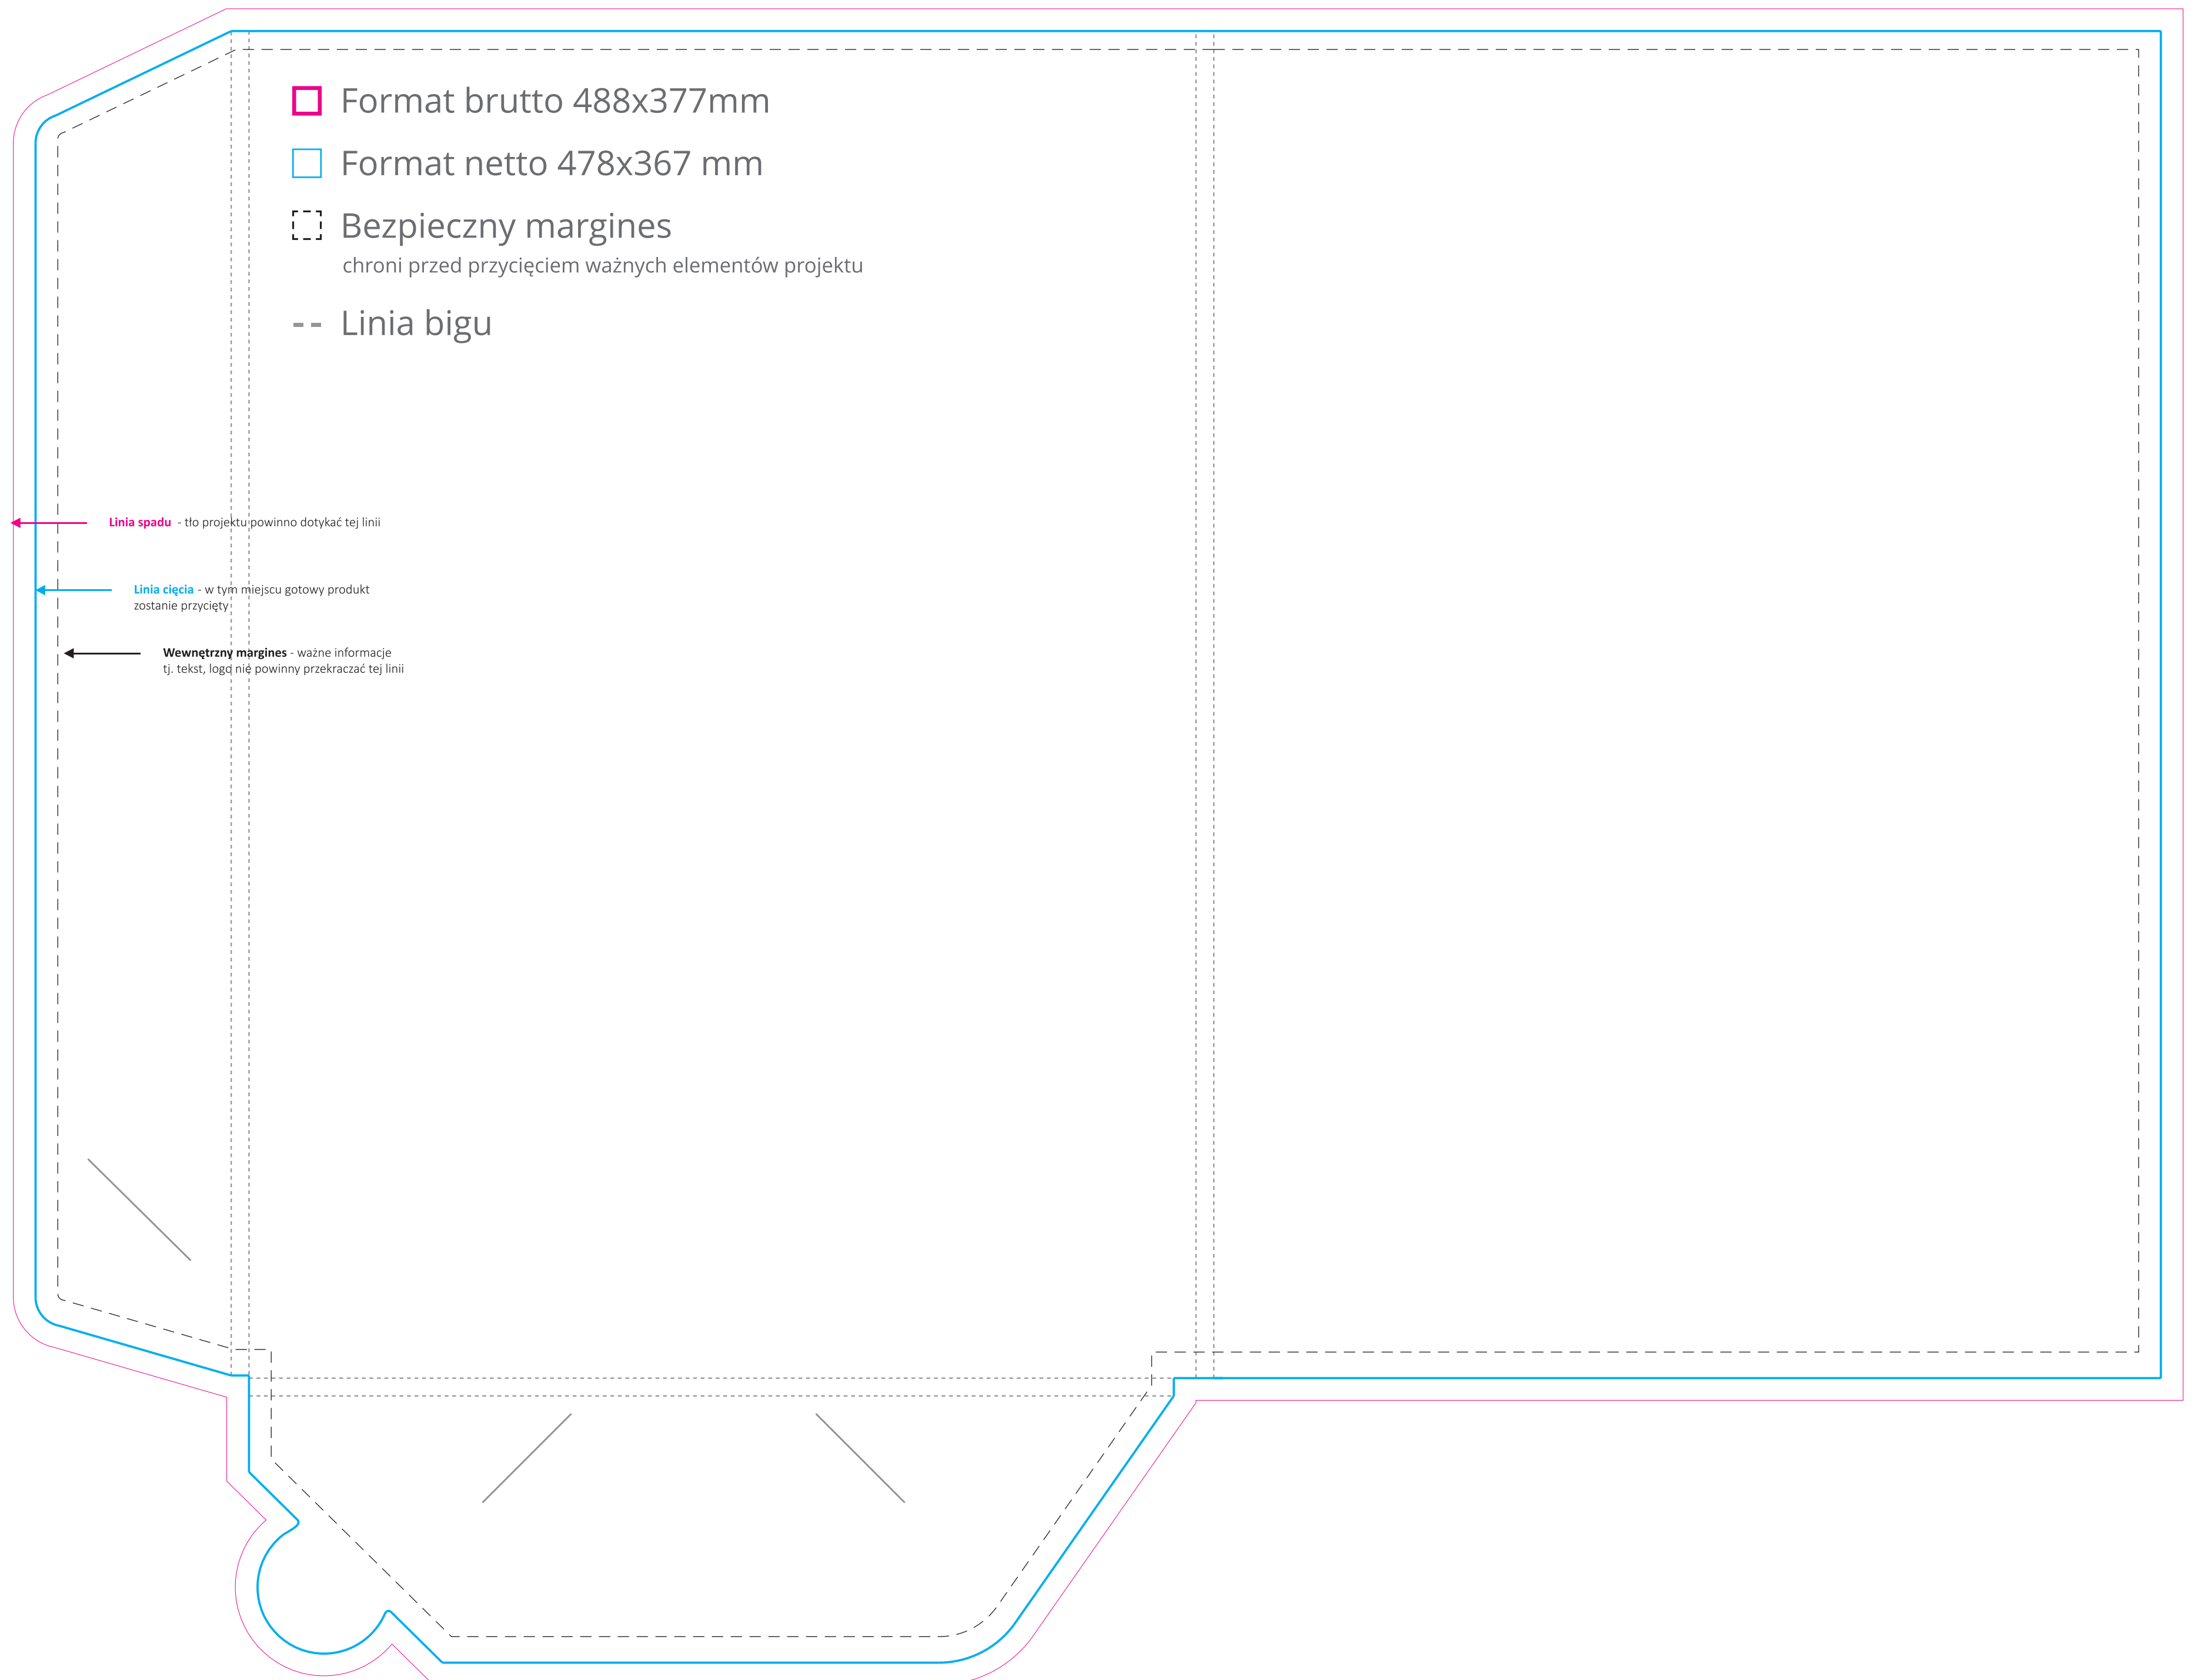 Format brutto 488x377mm
Format netto 478x367 mm
Bezpieczny margines
chroni przed przycięciem ważnych elementów projektu
Linia bigu
Linia spadu - tło projektu powinno dotykać tej linii
Linia cięcia - w tym miejscu gotowy produkt
zostanie przycięty
Wewnętrzny margines - ważne informacje
tj. tekst, logo nie powinny przekraczać tej linii